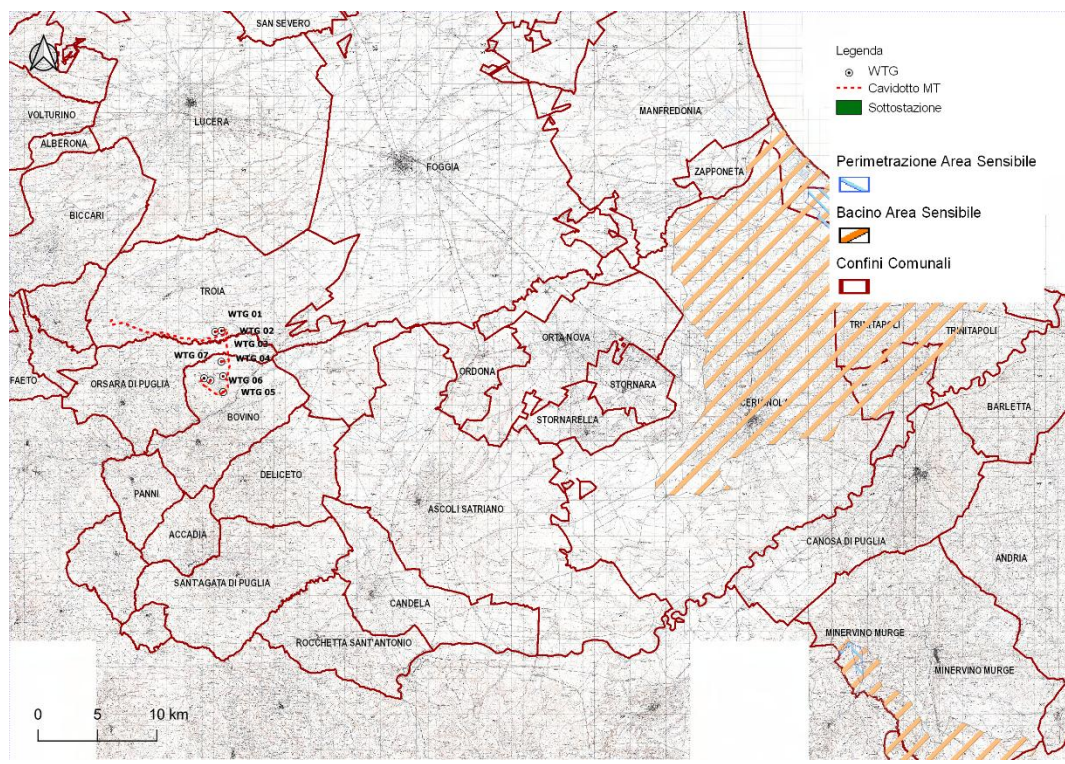 SAN SEVERO
Legenda
WTG
Cavidotto MT
Sottostazione
VOLTURINO
LUCERA
MANFREDONIA
ALBERONA
FOGGIA
ZAPPONETA
Perimetrazione Area Sensibile
BICCARI
Bacino Area Sensibile
Confini Comunali
TROIA
WTG 01
WTG 02
WTG 03
WTG 07
WTG 04
WTG 06
WTG 05
ORTA NOVA
TRINITAPOLI
TRINITAPOLI
FAETO
ORSARA DI PUGLIA
ORDONA
STORNARA
CERIGNOLA
BARLETTA
BOVINO
STORNARELLA
DELICETO
PANNI
ASCOLI SATRIANO
ACCADIA
CANOSA DI PUGLIA
ANDRIA
SANT'AGATA DI PUGLIA
CANDELA
ROCCHETTA SANT'ANTONIO
MINERVINO MURGE
MINERVINO MURGE
0 5 10 km